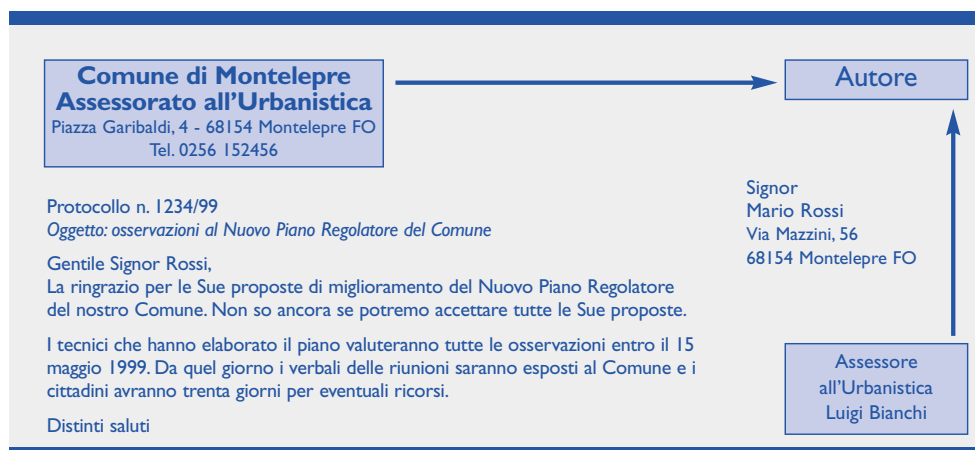 Comune di Montelepre
Assessorato all'Urbanistica
Piazza Garibaldi, 4 - 68154 Montelepre FO
Tel. 0256 152456
Autore
Signor
Mario Rossi
Via Mazzini, 56
68154 Montelepre FO
Protocollo n. 1234/99
Oggetto: osservazioni al Nuovo Piano Regolatore del Comune
Gentile Signor Rossi,
La ringrazio per le Sue proposte di miglioramento del Nuovo Piano Regolatore
del nostro Comune. Non so ancora se potremo accettare tutte le Sue proposte.
I tecnici che hanno elaborato il piano valuteranno tutte le osservazioni entro il 15
maggio 1999. Da quel giorno i verbali delle riunioni saranno esposti al Comune e i
cittadini avranno trenta giorni per eventuali ricorsi.
Distinti saluti
Assessore
all'Urbanistica
Luigi Bianchi